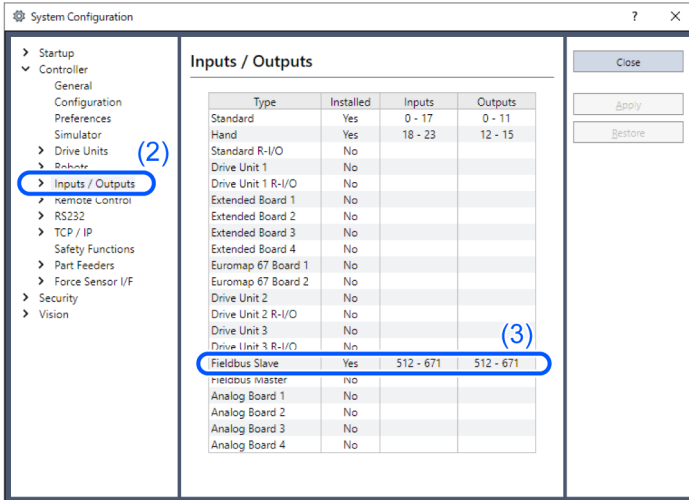 System Configuration ? ×
Startup
Controller
General
Configuration
Preferences
Simulator
Drive Units
(2)
Robots
Inputs / Outputs
Remote Control
RS232
TCP / IP
Safety Functions
Part Feeders
Force Sensor I/F
Security
Vision
Inputs / Outputs
Type Installed Inputs Outputs
Standard Yes 0 - 17 0 - 11
Hand Yes 18 - 23 12 - 15
Standard R-I/O No
Drive Unit 1 No
Drive Unit 1 R-I/O No
Extended Board 1 No
Extended Board 2 No
Extended Board 3 No
Extended Board 4 No
Euromap 67 Board 1 No
Euromap 67 Board 2 No
Drive Unit 2 No
Drive Unit 2 R-I/O No
Drive Unit 3 No
(3)
Drive Unit 3 R-I/O No
Fieldbus Slave Yes 512 - 671 512 - 671
Fieldbus Master No
Analog Board 1 No
Analog Board 2 No
Analog Board 3 No
Analog Board 4 No
Close
Apply
Restore